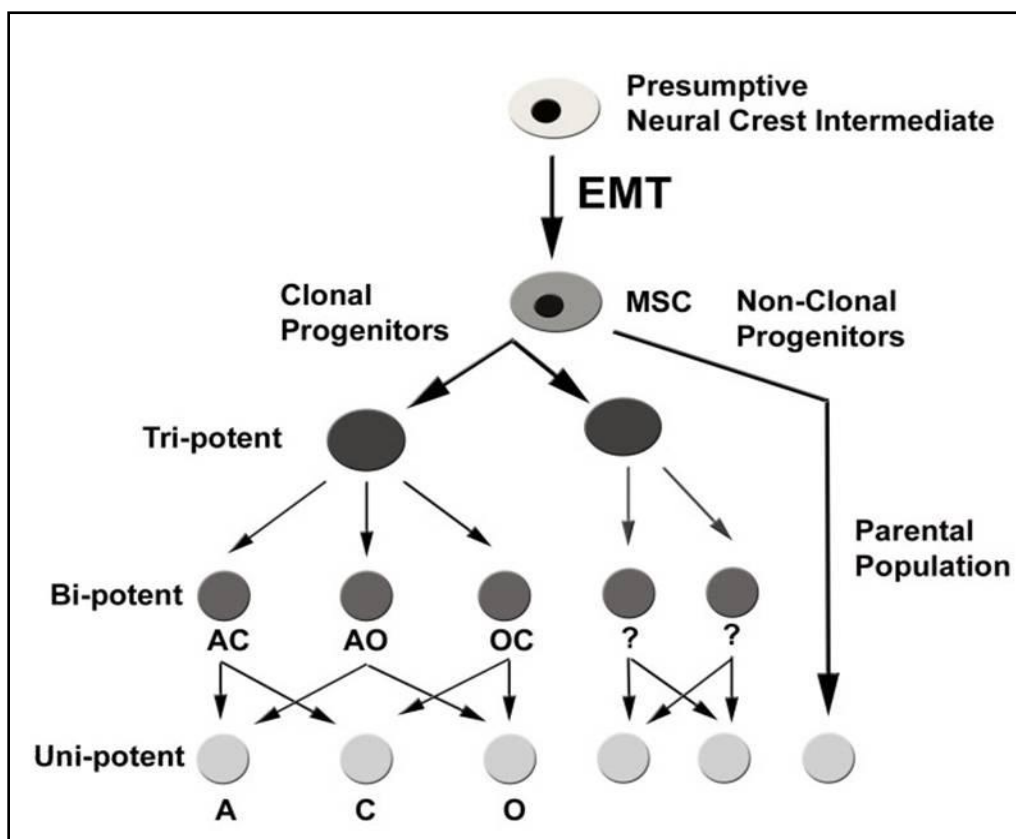 Presumptive
Neural Crest Intermediate
EMT
Clonal
Progenitors
MSC
Non-Clonal
Progenitors
Tri-potent
Parental
Population
Bi-potent
AC
AO
OC
?
?
Uni-potent
A
C
O